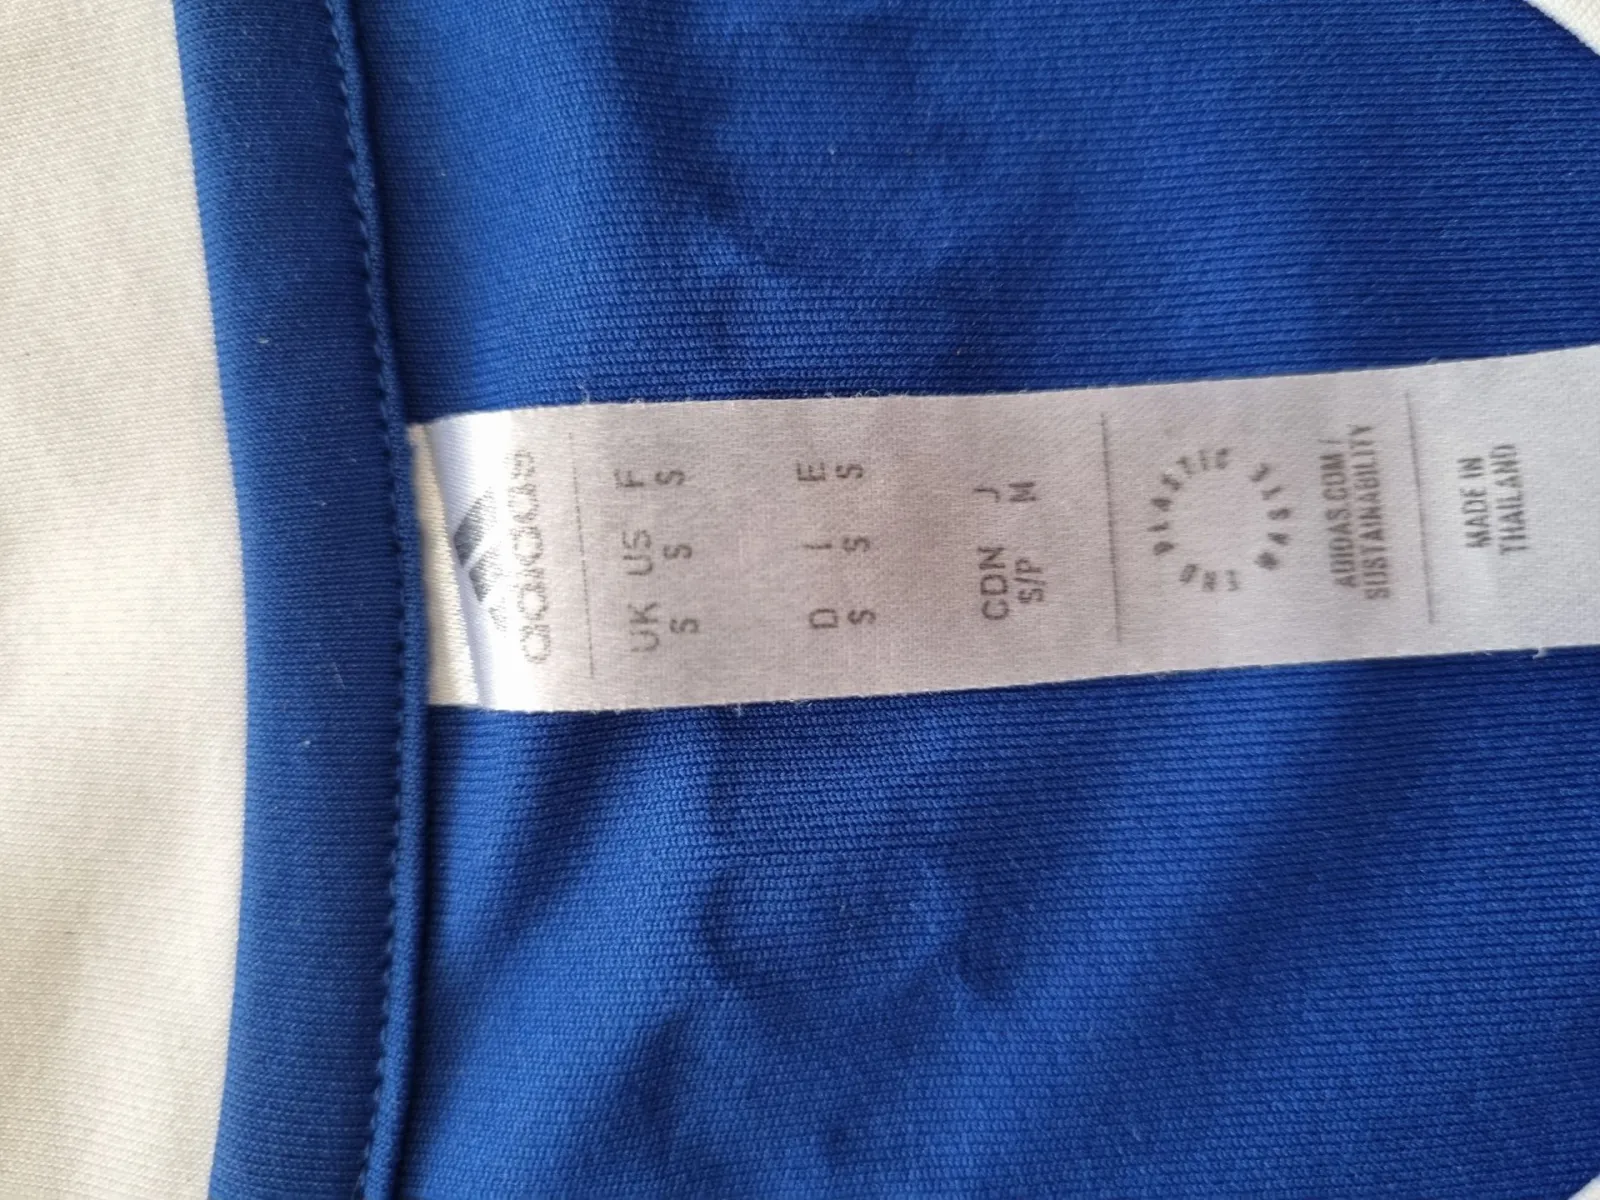 adidas
UK US F
S S S
D I E
S S S
CDN J
S/P M
END PLASTIC WASTE
ADIDAS.COM/
SUSTAINABILITY
MADE IN
THAILAND